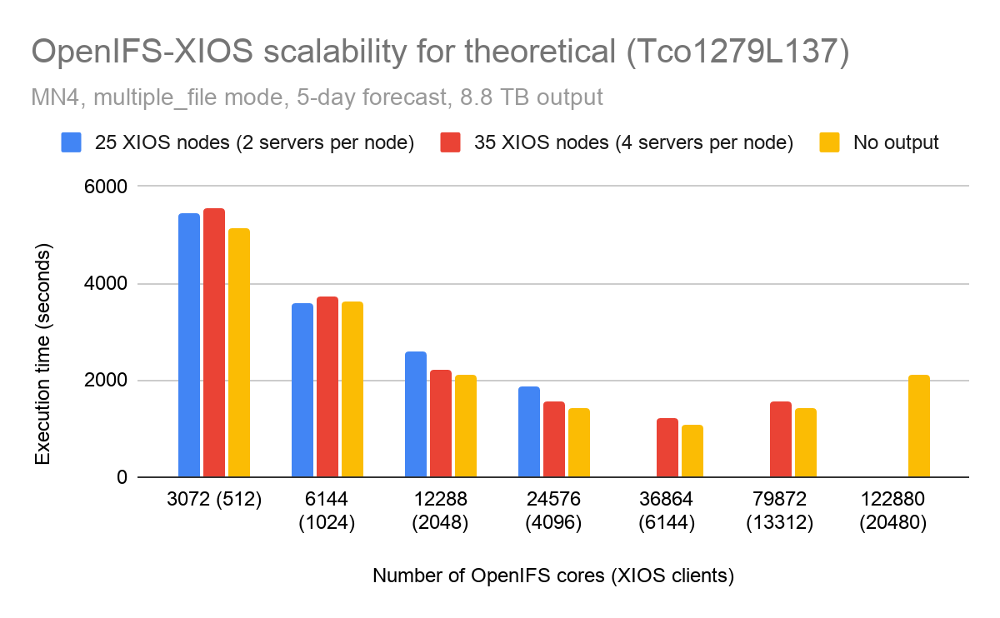 OpenIFS-XIOS scalability for theoretical (Tco1279L137)
MN4, multiple_file mode, 5-day forecast, 8.8 TB output
25 XIOS nodes (2 servers per node)
35 XIOS nodes (4 servers per node)
No output
Execution time (seconds)
6000
4000
2000
0
3072 (512)
6144
(1024)
12288
(2048)
24576
(4096)
36864
(6144)
79872
(13312)
122880
(20480)
Number of OpenIFS cores (XIOS clients)